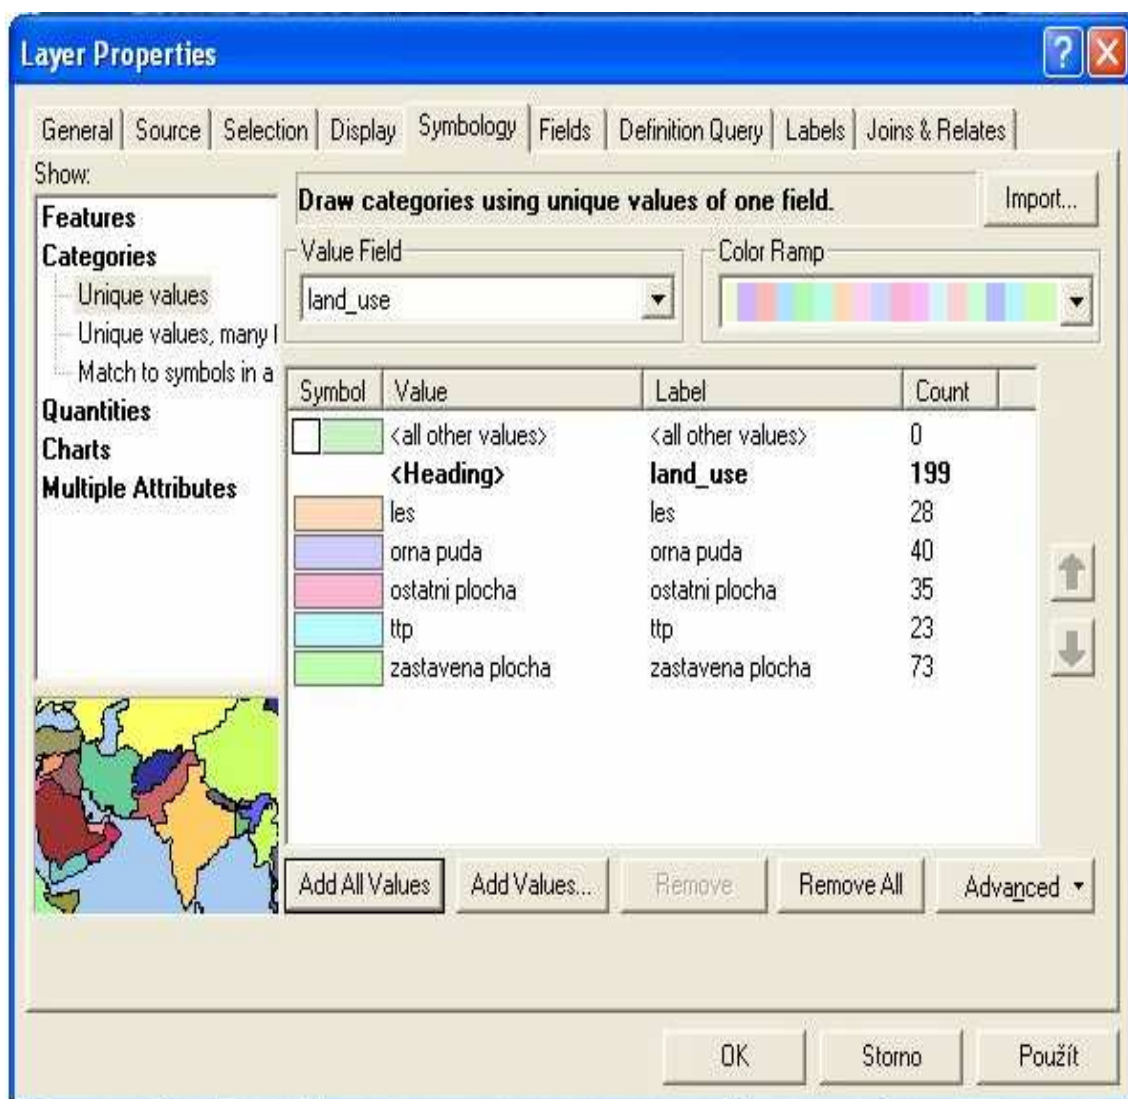 Layer Properties
General Source Selection Display Symbology Fields Definition Query Labels Joins & Relates
Show:
Features
Categories
Unique values
Unique values, many
Match to symbols in a
Quantities
Charts
Multiple Attributes
Draw categories using unique values of one field.
Import...
Value Field
land_use
Color Ramp
Symbol Value Label Count
<all other values> <all other values> 0
<Heading> land_use 199
les les 28
orna puda orna puda 40
ostatni plocha ostatni plocha 35
ttp ttp 23
zastavena plocha zastavena plocha 73
Add All Values Add Values... Remove Remove All Advanced
OK Storno Použít